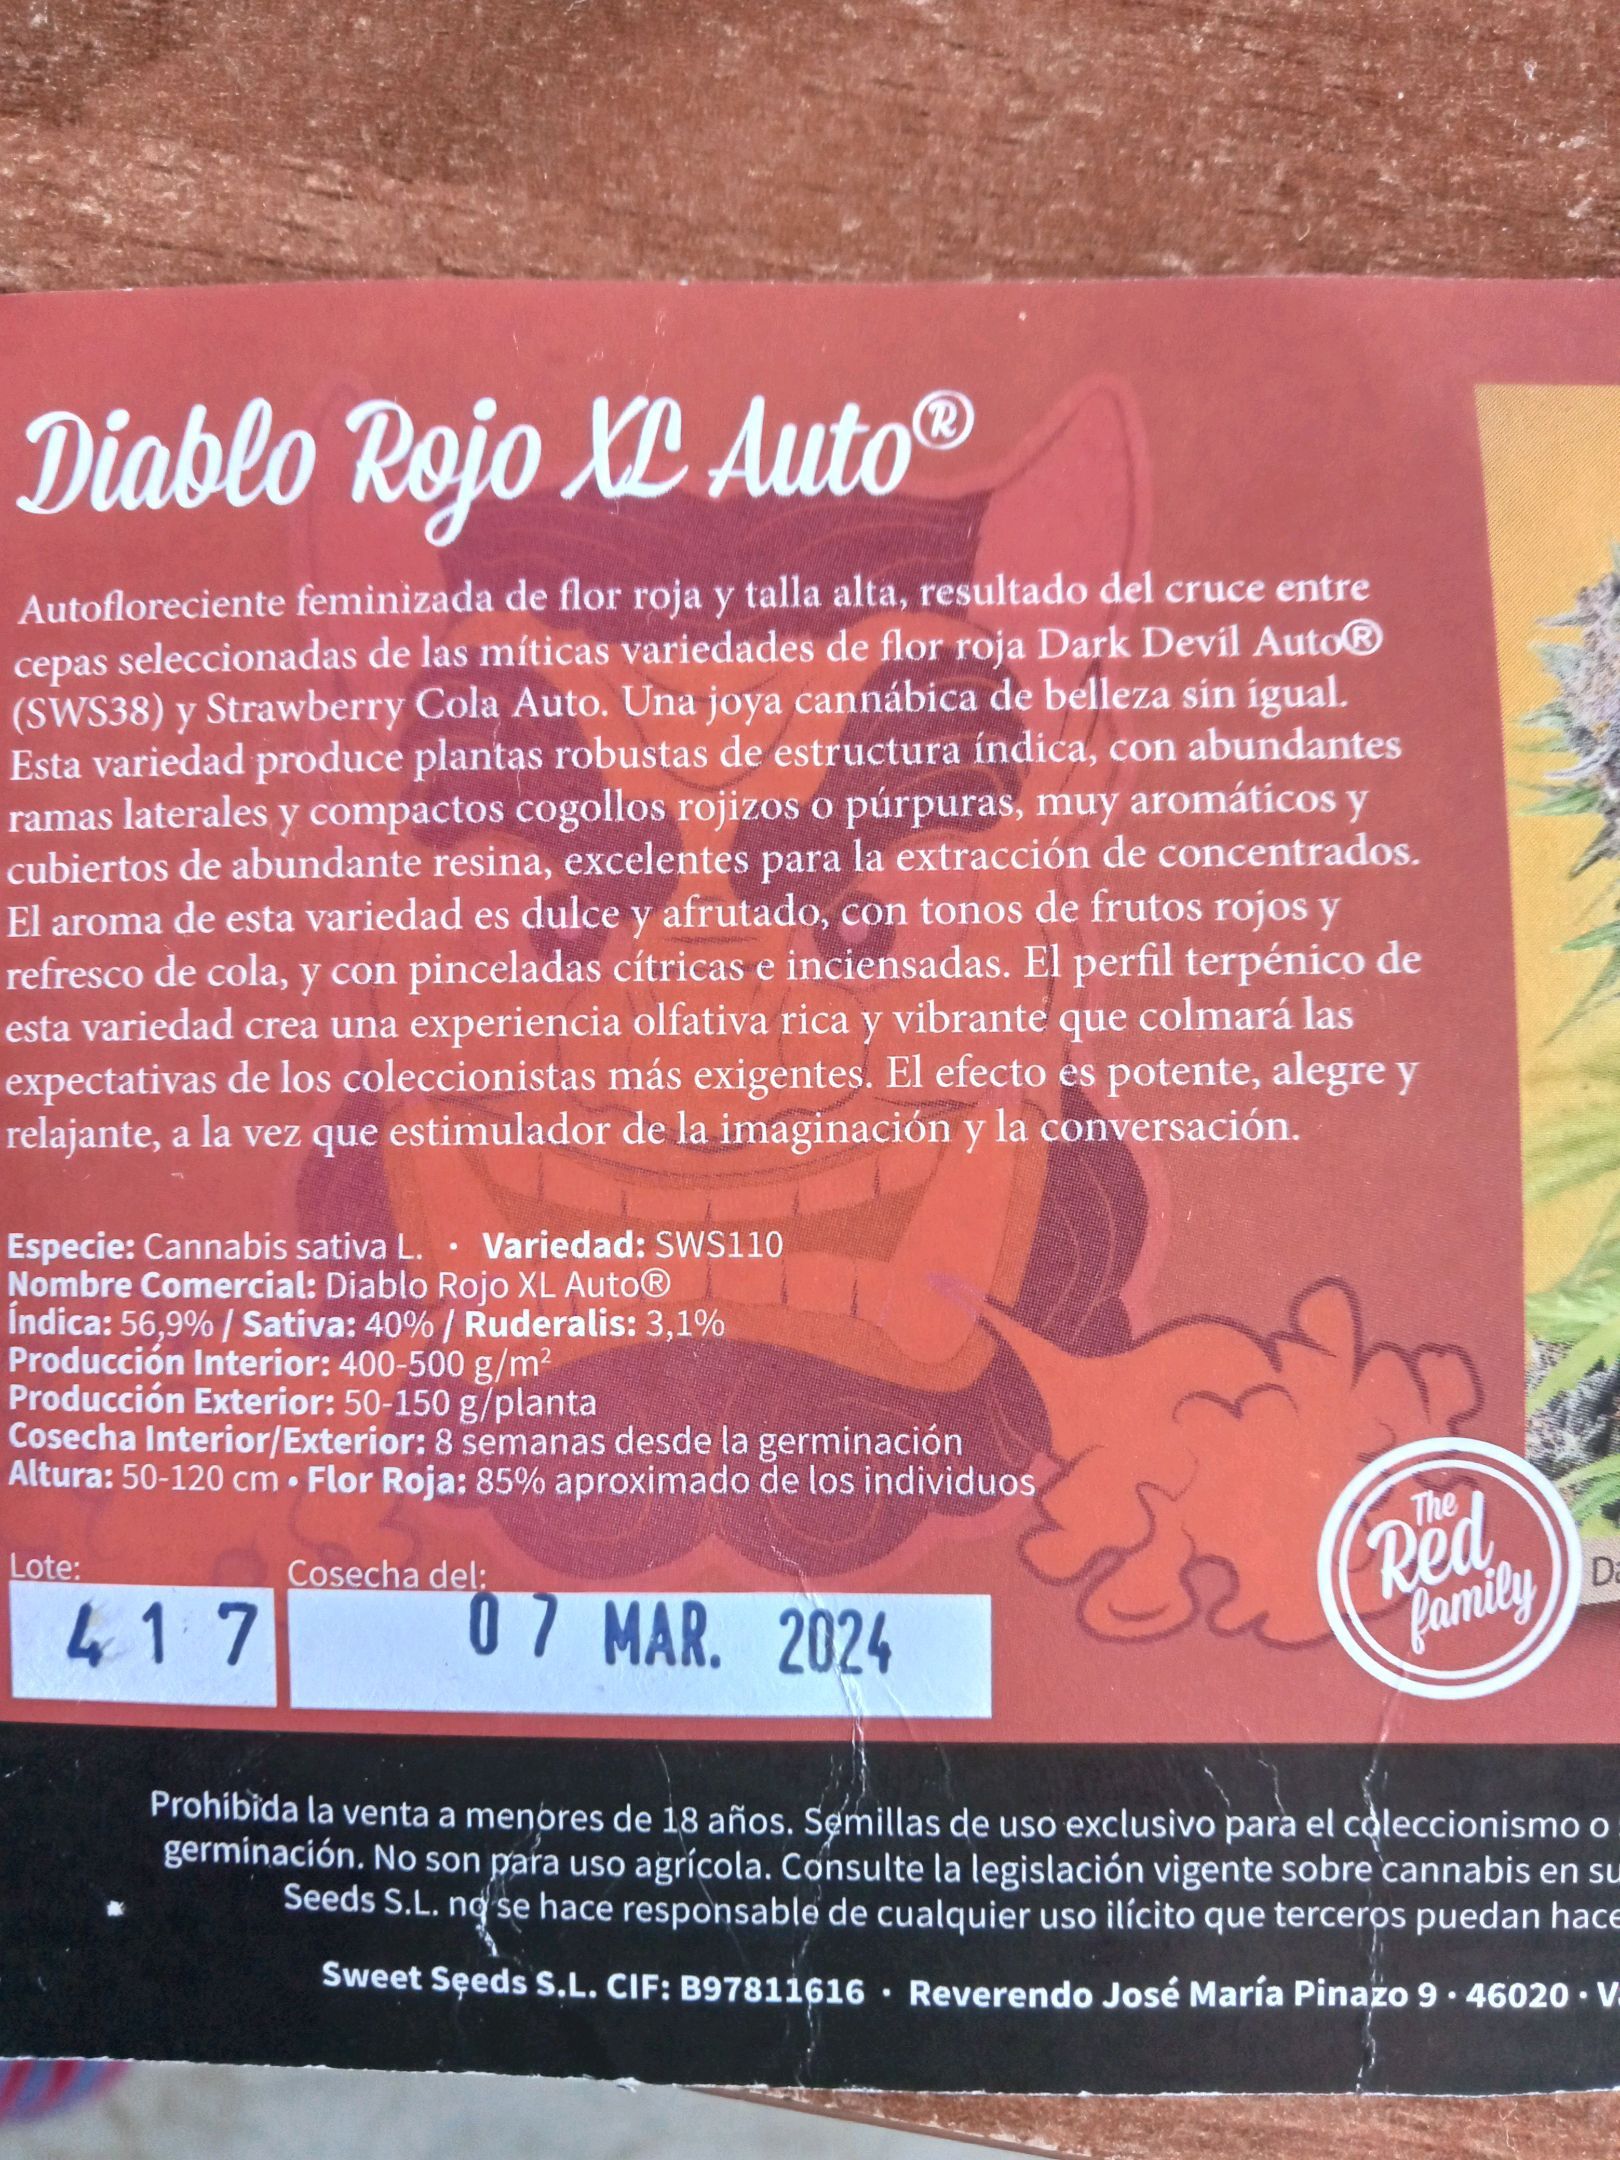 Diablo Rojo XL Auto®
Autofloreciente feminizada de flor roja y talla alta, resultado del cruce entre
cepas seleccionadas de las míticas variedades de flor roja Dark Devil Auto®
(SWS38) y Strawberry Cola Auto. Una joya cannábica de belleza sin igual.
Esta variedad produce plantas robustas de estructura índica, con abundantes
ramas laterales y compactos cogollos rojizos o púrpuras, muy aromáticos y
cubiertos de abundante resina, excelentes para la extracción de concentrados.
El aroma de esta variedad es dulce y afrutado, con tonos de frutos rojos y
refresco de cola, y con pinceladas cítricas e inciensadas. El perfil terpénico de
esta variedad crea una experiencia olfativa rica y vibrante que colmará las
expectativas de los coleccionistas más exigentes. El efecto es potente, alegre y
relajante, a la vez que estimulador de la imaginación y la conversación.
Especie: Cannabis sativa L. · Variedad: SWS110
Nombre Comercial: Diablo Rojo XL Auto®
Índica: 56,9% / Sativa: 40% / Ruderalis: 3,1%
Producción Interior: 400-500 g/m²
Producción Exterior: 50-150 g/planta
Cosecha Interior/Exterior: 8 semanas desde la germinación
Altura: 50-120 cm • Flor Roja: 85% aproximado de los individuos
The
Red
family
Lote: Cosecha del:
417 07 MAR. 2024
Prohibida la venta a menores de 18 años. Semillas de uso exclusivo para el coleccionismo o
germinación. No son para uso agrícola. Consulte la legislación vigente sobre cannabis en su
Seeds S.L. no se hace responsable de cualquier uso ilícito que terceros puedan hace
Sweet Seeds S.L. CIF: B97811616 · Reverendo José María Pinazo 9 · 46020 ·